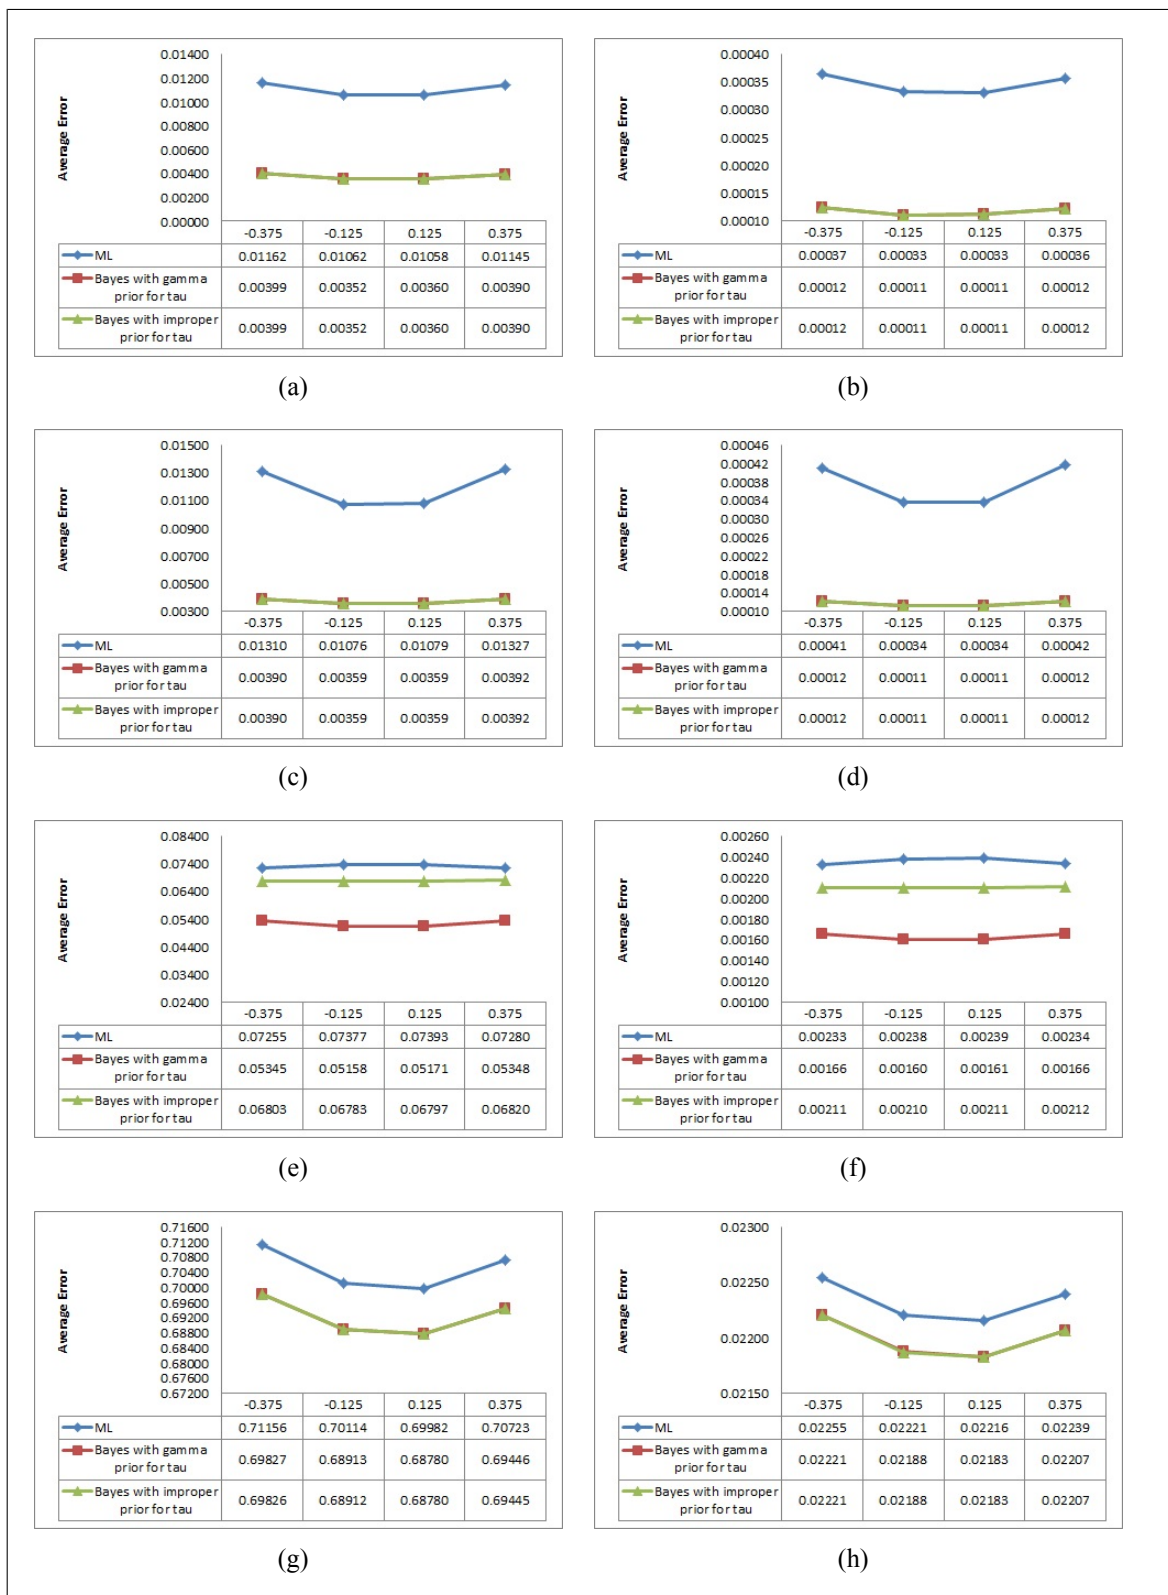 Average Error
0.01400
0.01200
0.01000
0.00800
0.00600
0.00400
0.00200
0.00000
-0.375 -0.125 0.125 0.375
ML 0.01162 0.01062 0.01058 0.01145
Bayes with gamma
prior for tau 0.00399 0.00352 0.00360 0.00390
Bayes with improper
prior for tau 0.00399 0.00352 0.00360 0.00390
(a)
Average Error
0.00040
0.00035
0.00030
0.00025
0.00020
0.00015
0.00010
-0.375 -0.125 0.125 0.375
ML 0.00037 0.00033 0.00033 0.00036
Bayes with gamma
prior for tau 0.00012 0.00011 0.00011 0.00012
Bayes with improper
prior for tau 0.00012 0.00011 0.00011 0.00012
(b)
Average Error
0.01500
0.01300
0.01100
0.00900
0.00700
0.00500
0.00300
-0.375 -0.125 0.125 0.375
ML 0.01310 0.01076 0.01079 0.01327
Bayes with gamma
prior for tau 0.00390 0.00359 0.00359 0.00392
Bayes with improper
prior for tau 0.00390 0.00359 0.00359 0.00392
(c)
Average Error
0.00046
0.00042
0.00038
0.00034
0.00030
0.00026
0.00022
0.00018
0.00014
0.00010
-0.375 -0.125 0.125 0.375
ML 0.00041 0.00034 0.00034 0.00042
Bayes with gamma
prior for tau 0.00012 0.00011 0.00011 0.00012
Bayes with improper
prior for tau 0.00012 0.00011 0.00011 0.00012
(d)
Average Error
0.08400
0.07400
0.06400
0.05400
0.04400
0.03400
0.02400
-0.375 -0.125 0.125 0.375
ML 0.07255 0.07377 0.07393 0.07280
Bayes with gamma
prior for tau 0.05345 0.05158 0.05171 0.05348
Bayes with improper
prior for tau 0.06803 0.06783 0.06797 0.06820
(e)
Average Error
0.00260
0.00240
0.00220
0.00200
0.00180
0.00160
0.00140
0.00120
0.00100
-0.375 -0.125 0.125 0.375
ML 0.00233 0.00238 0.00239 0.00234
Bayes with gamma
prior for tau 0.00166 0.00160 0.00161 0.00166
Bayes with improper
prior for tau 0.00211 0.00210 0.00211 0.00212
(f)
Average Error
0.71600
0.71200
0.70800
0.70400
0.70000
0.69600
0.69200
0.68800
0.68400
0.68000
0.67600
0.67200
-0.375 -0.125 0.125 0.375
ML 0.71156 0.70114 0.69982 0.70723
Bayes with gamma
prior for tau 0.69827 0.68913 0.68780 0.69446
Bayes with improper
prior for tau 0.69826 0.68912 0.68780 0.69445
(g)
Average Error
0.02300
0.02250
0.02200
0.02150
-0.375 -0.125 0.125 0.375
ML 0.02255 0.02221 0.02216 0.02239
Bayes with gamma
prior for tau 0.02221 0.02188 0.02183 0.02207
Bayes with improper
prior for tau 0.02221 0.02188 0.02183 0.02207
(h)